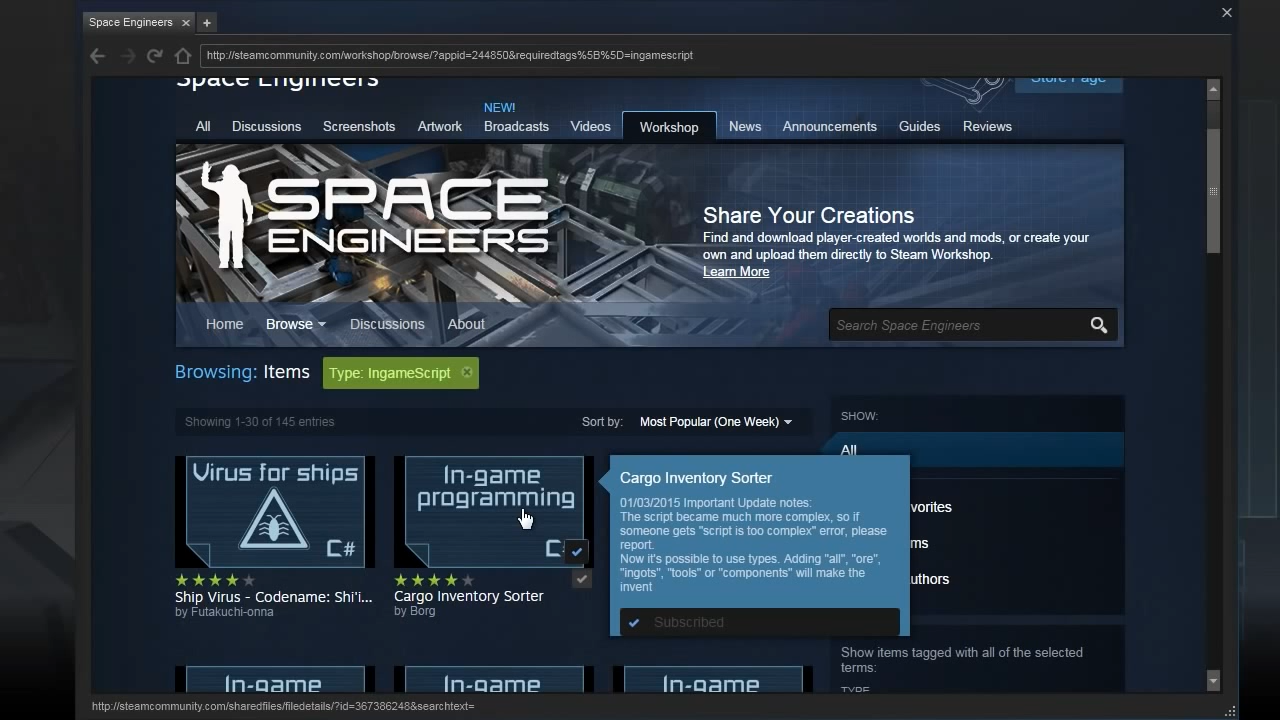 Space Engineers
http://steamcommunity.com/workshop/browse/?appid=244850&requiredtags%5B%5D=ingamescript
Space Engineers
Store Page
NEW!
All Discussions Screenshots Artwork Broadcasts Videos Workshop News Announcements Guides Reviews
SPACE
ENGINEERS
Share Your Creations
Find and download player-created worlds and mods, or create your
own and upload them directly to Steam Workshop.
Learn More
Home Browse Discussions About
Search Space Engineers
Browsing: Items Type: IngameScript
Showing 1-30 of 145 entries
Sort by: Most Popular (One Week)
SHOW:
All
Virus for ships
C#
In-game
programming
Cargo Inventory Sorter
01/03/2015 Important Update notes:
The script became much more complex, so if
someone gets "script is too complex" error, please
report.
Now it's possible to use types. Adding "all", "ore",
"ingots", "tools" or "components" will make the
invent
Subscribed
Ship Virus - Codename: Shi'i...
by Futakuchi-onna
Cargo Inventory Sorter
by Borg
Show items tagged with all of the selected
terms:
TYPE
In-game
In-game
In-game
http://steamcommunity.com/sharedfiles/filedetails/?id=367386248&searchtext=